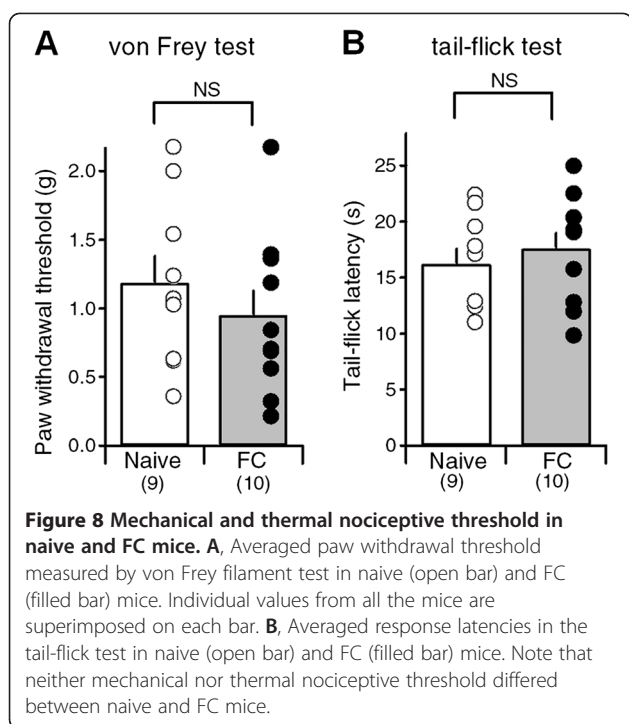 A von Frey test
NS
Paw withdrawal threshold (g)
2.0
1.5
1.0
0.5
0.0
Naive
(9)
FC
(10)
B tail-flick test
NS
Tail-flick latency (s)
25
20
15
10
5
0
Naive
(9)
FC
(10)
Figure 8 Mechanical and thermal nociceptive threshold in
naive and FC mice. A, Averaged paw withdrawal threshold
measured by von Frey filament test in naive (open bar) and FC
(filled bar) mice. Individual values from all the mice are
superimposed on each bar. B, Averaged response latencies in the
tail-flick test in naive (open bar) and FC (filled bar) mice. Note that
neither mechanical nor thermal nociceptive threshold differed
between naive and FC mice.